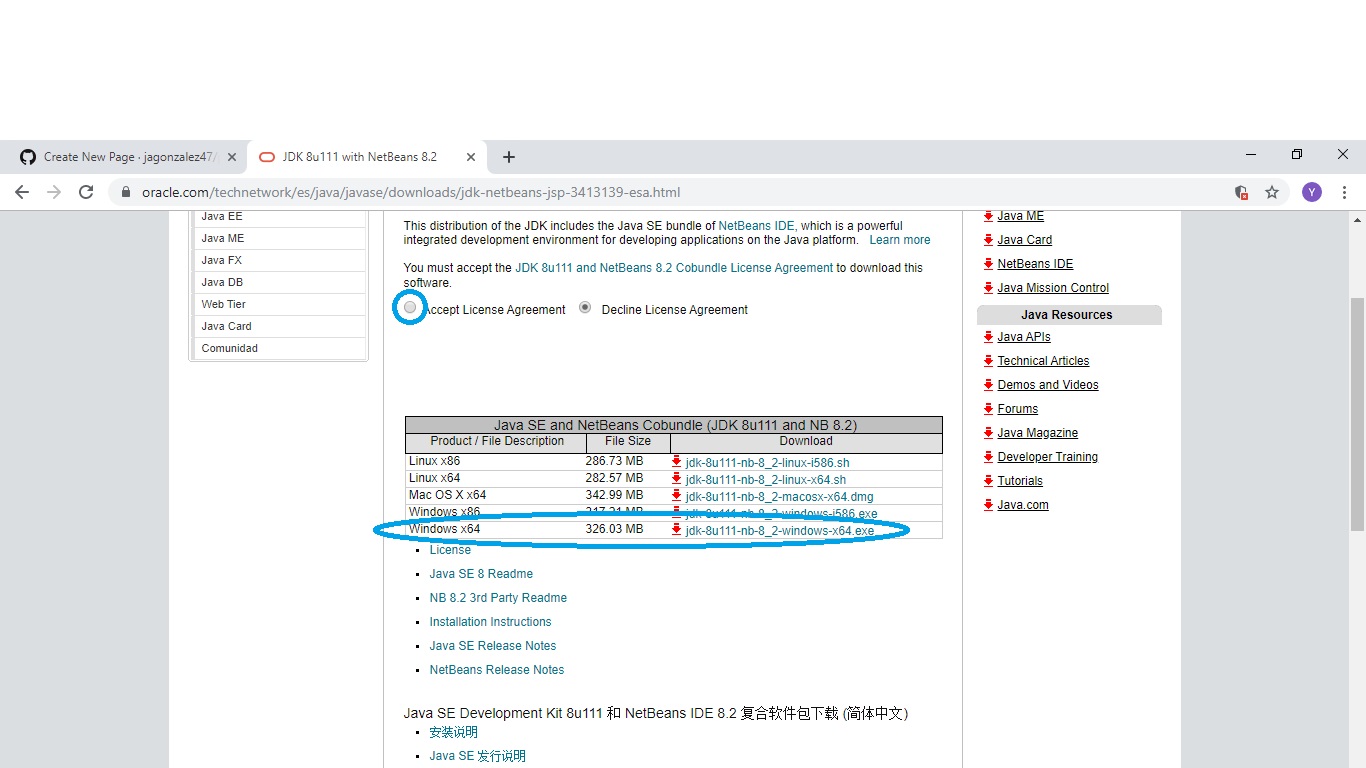 Create New Page · jagonzalez47/
JDK 8u111 with NetBeans 8.2
oracle.com/technetwork/es/java/javase/downloads/jdk-netbeans-jsp-3413139-esa.html
Y
Java EE
Java ME
Java FX
Java DB
Web Tier
Java Card
Comunidad
This distribution of the JDK includes the Java SE bundle of NetBeans IDE, which is a powerful
integrated development environment for developing applications on the Java platform. Learn more
You must accept the JDK 8u111 and NetBeans 8.2 Cobundle License Agreement to download this
software.
Accept License Agreement Decline License Agreement
Java SE and NetBeans Cobundle (JDK 8u111 and NB 8.2)
Product / File Description File Size Download
Linux x86 286.73 MB jdk-8u111-nb-8_2-linux-i586.sh
Linux x64 282.57 MB jdk-8u111-nb-8_2-linux-x64.sh
Mac OS X x64 342.99 MB jdk-8u111-nb-8_2-macosx-x64.dmg
Windows x86 317.21 MB jdk-8u111-nb-8_2-windows-i586.exe
Windows x64 326.03 MB jdk-8u111-nb-8_2-windows-x64.exe
License
Java SE 8 Readme
NB 8.2 3rd Party Readme
Installation Instructions
Java SE Release Notes
NetBeans Release Notes
Java SE Development Kit 8u111 和 NetBeans IDE 8.2 复合软件包下载 (简体中文)
安装说明
Java SE 发行说明
Java ME
Java Card
NetBeans IDE
Java Mission Control
Java Resources
Java APIs
Technical Articles
Demos and Videos
Forums
Java Magazine
Developer Training
Tutorials
Java.com